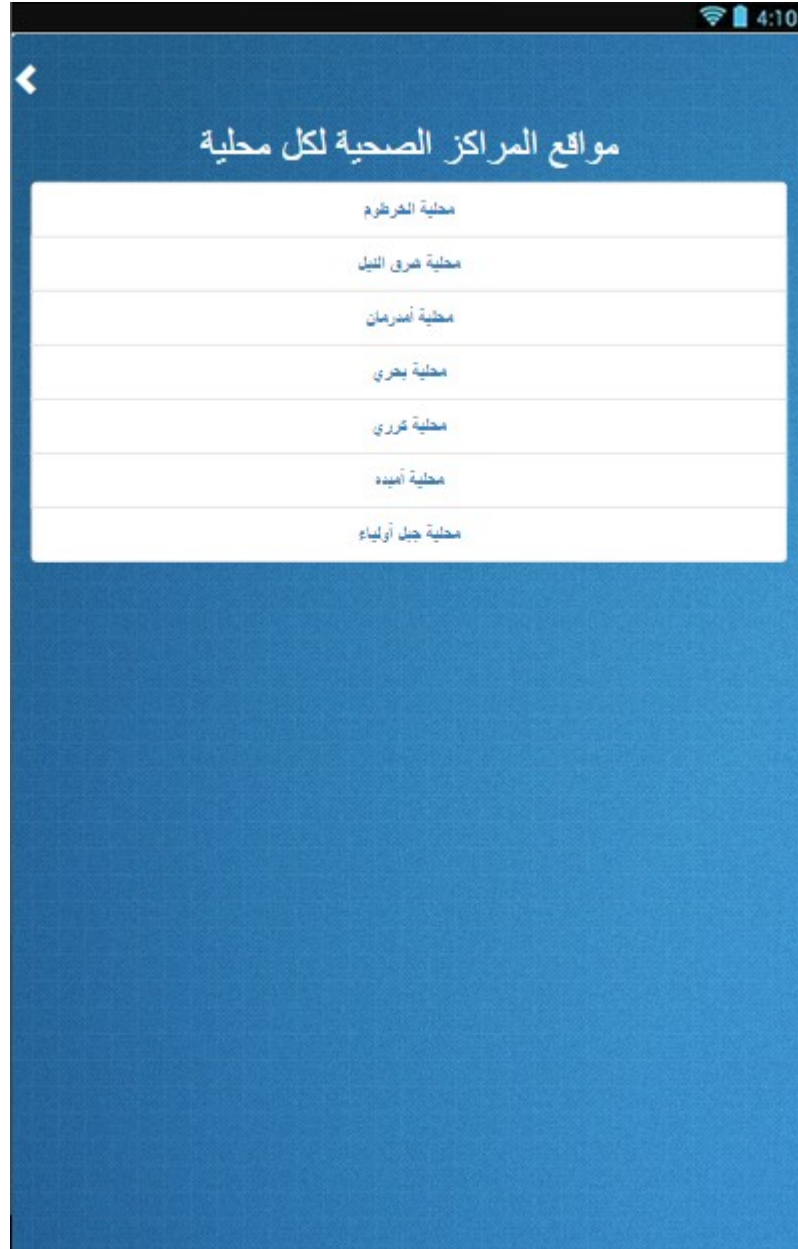 4:10
مواقع المراكز الصحية لكل محلية
محلية الخرطوم
محلية شرق النيل
محلية أمدرمان
محلية بحري
محلية كرري
محلية أمبده
محلية جبل أولياء